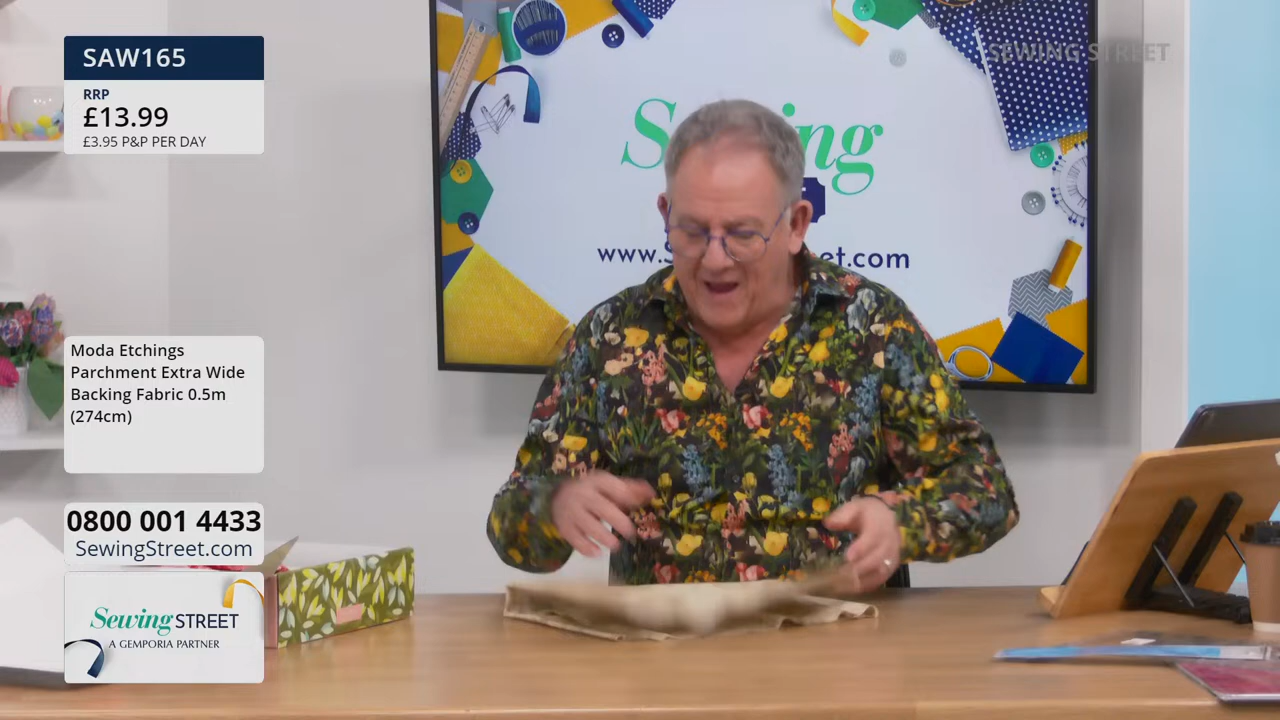 SAW165
RRP
£13.99
£3.95 P&P PER DAY
Moda Etchings
Parchment Extra Wide
Backing Fabric 0.5m
(274cm)
0800 001 4433
SewingStreet.com
Sewing STREET
A GEMPORIA PARTNER
SEWING STREET
Sewing
www.S et.com